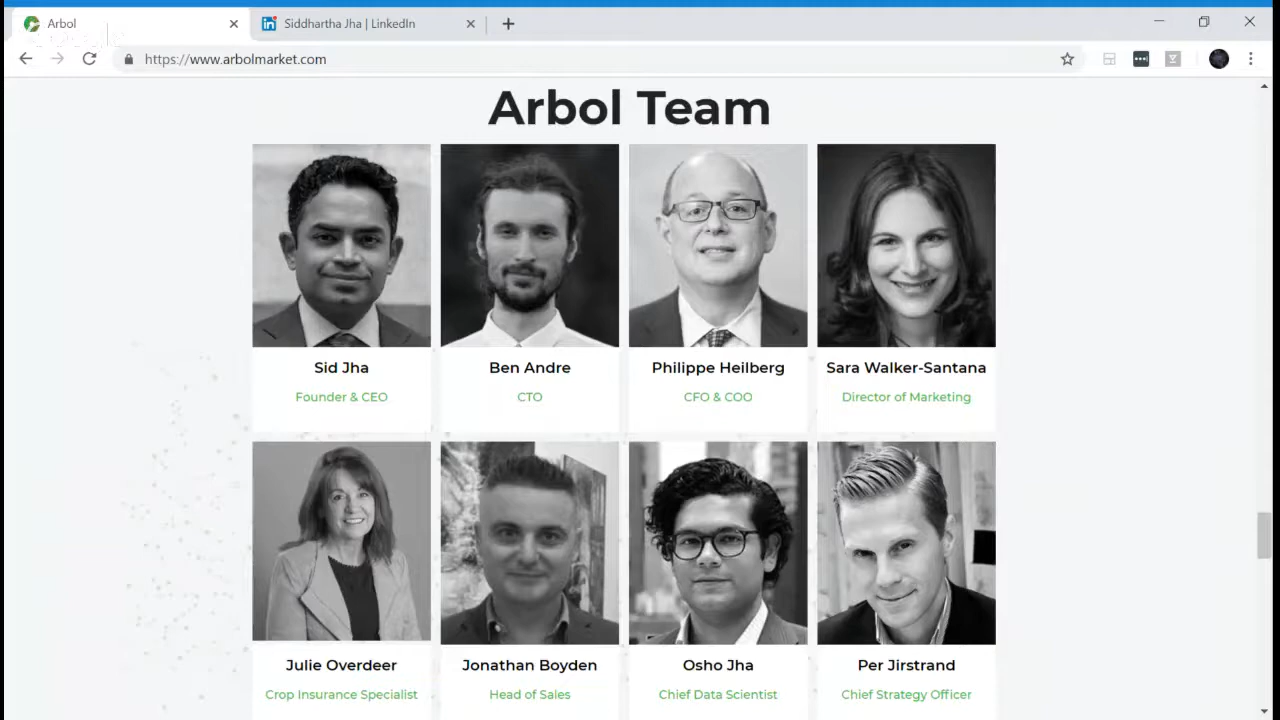 Arbol
Siddhartha Jha | LinkedIn
https://www.arbolmarket.com
Arbol Team
Sid Jha
Founder & CEO
Ben Andre
CTO
Philippe Heilberg
CFO & COO
Sara Walker-Santana
Director of Marketing
Julie Overdeer
Crop Insurance Specialist
Jonathan Boyden
Head of Sales
Osho Jha
Chief Data Scientist
Per Jirstrand
Chief Strategy Officer